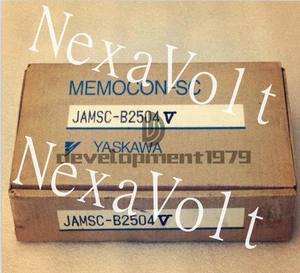 NexaVolt
MEMOCON-SC
JAMSC-B2504
development1979
YASKAWA
NexaVolt
JAMSC-B2504